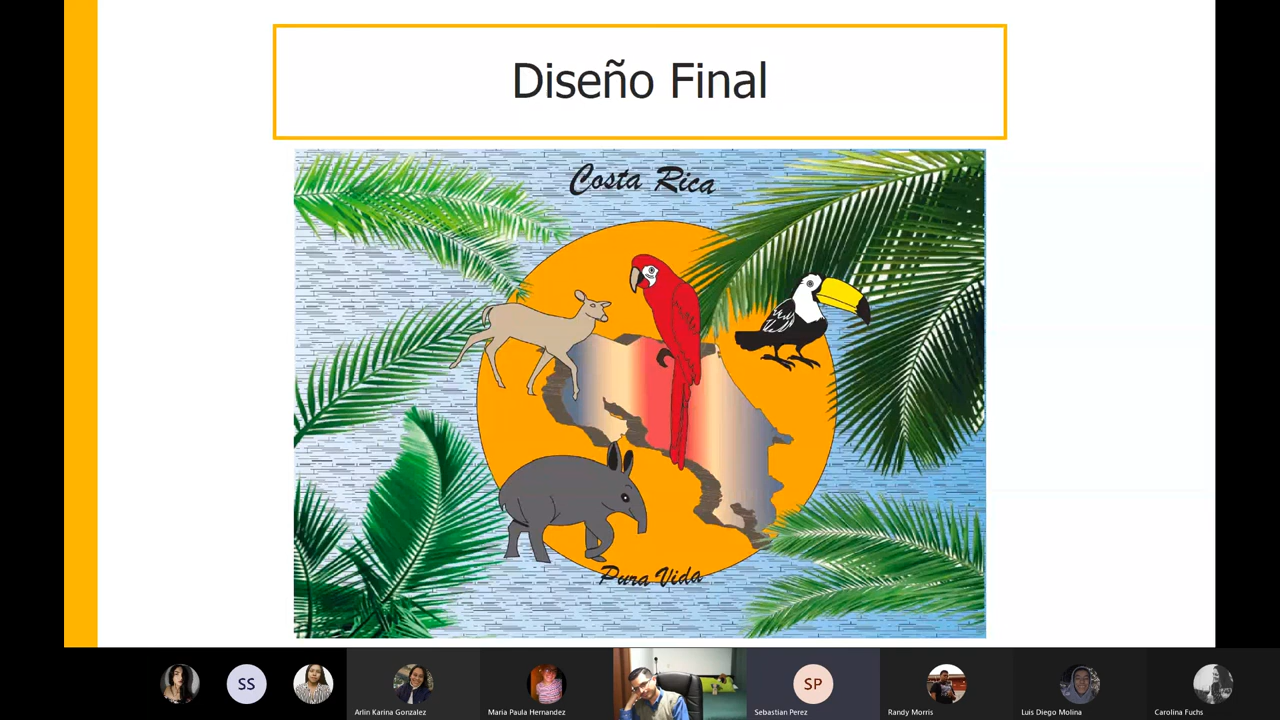 Diseño Final
Costa Rica
Pura Vida
SS
SP
Arlin Karina Gonzalez
Maria Paula Hernandez
Sebastian Perez
Randy Morris
Luis Diego Molina
Carolina Fuchs